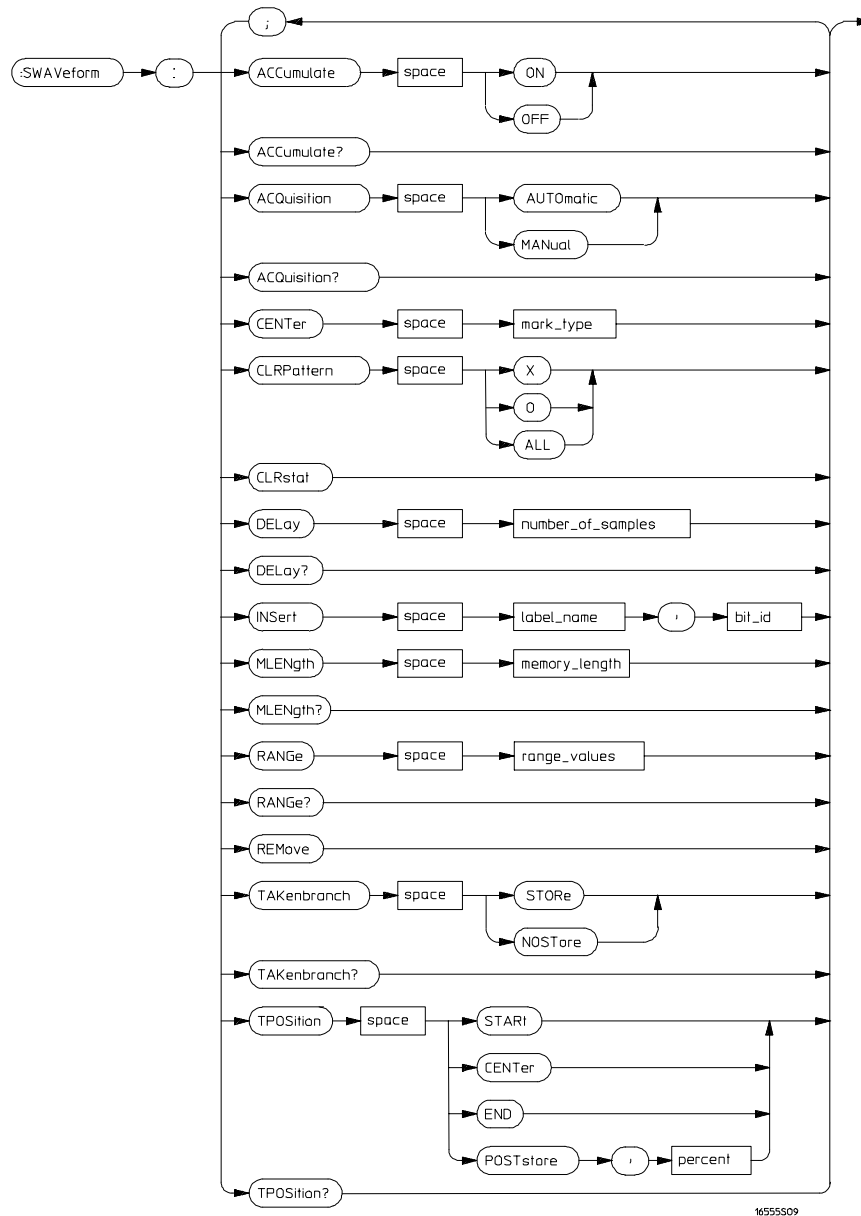 ;
:SWAVeform : ACCumulate space ON
OFF
ACCumulate?
ACQuisition space AUTOmatic
MANual
ACQuisition?
CENTer space mark_type
CLRPattern space X
O
ALL
CLRstat
DELay space number_of_samples
DELay?
INSert space label_name , bit_id
MLENgth space memory_length
MLENgth?
RANGe space range_values
RANGe?
REMove
TAKenbranch space STORe
NOSTore
TAKenbranch?
TPOSition space STARt
CENTer
END
POSTstore , percent
TPOSition?
16555S09